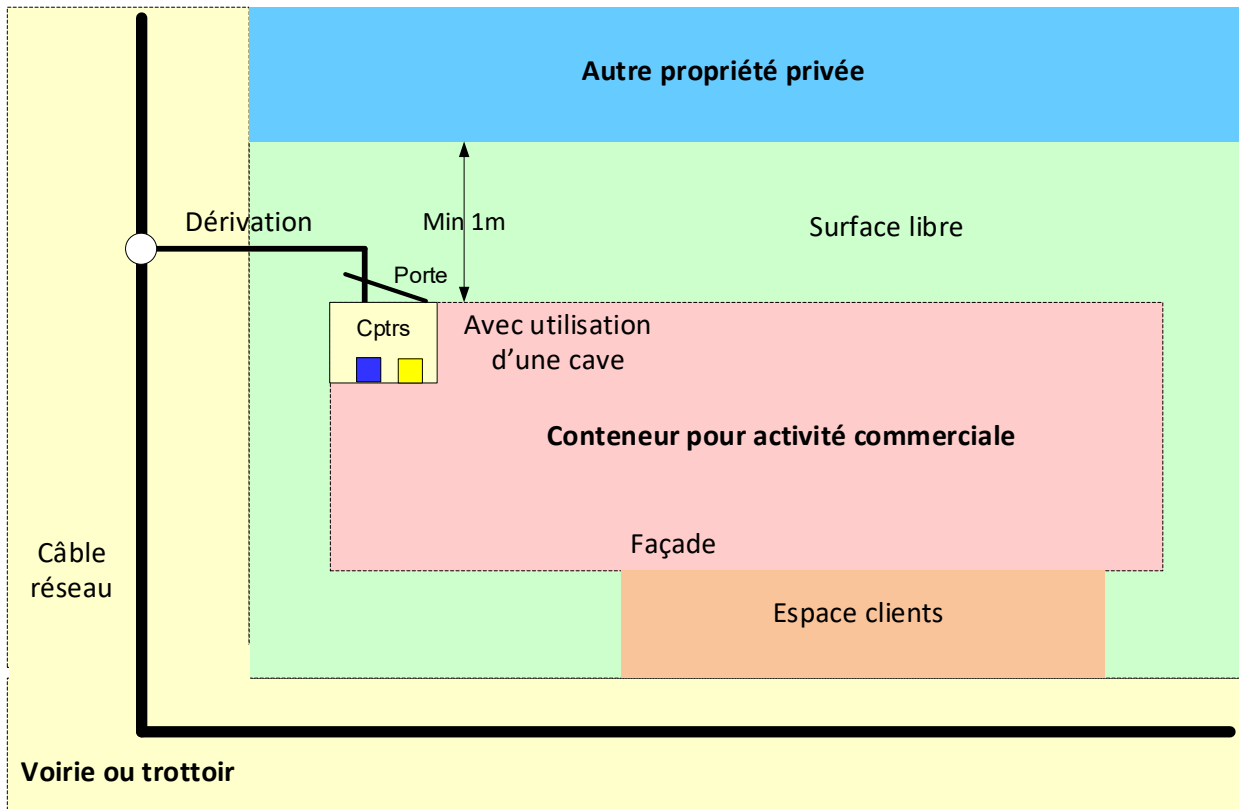 Autre propriété privée
Dérivation
Min 1m
Surface libre
Porte
Cptrs
Avec utilisation
d’une cave
Conteneur pour activité commerciale
Façade
Câble
réseau
Espace clients
Voirie ou trottoir